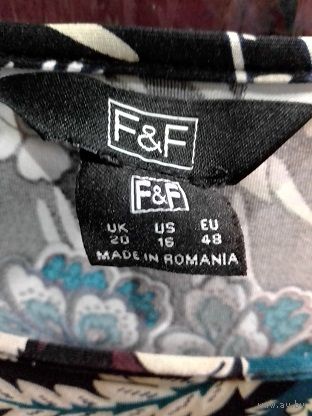 F&F
F&F
UK US EU
20 16 48
MADE IN ROMANIA